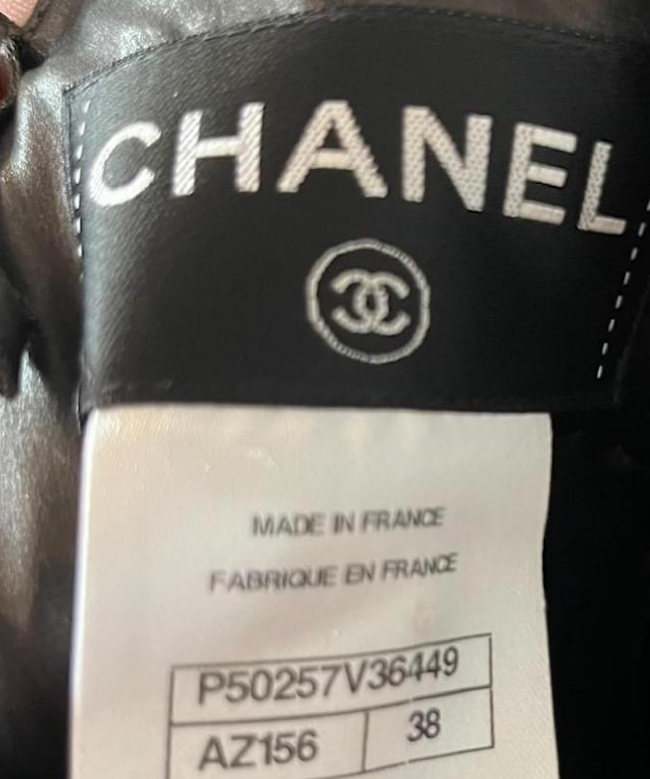 CHANEL
MADE IN FRANCE
FABRIQUE EN FRANCE
P50257V36449
AZ156 38